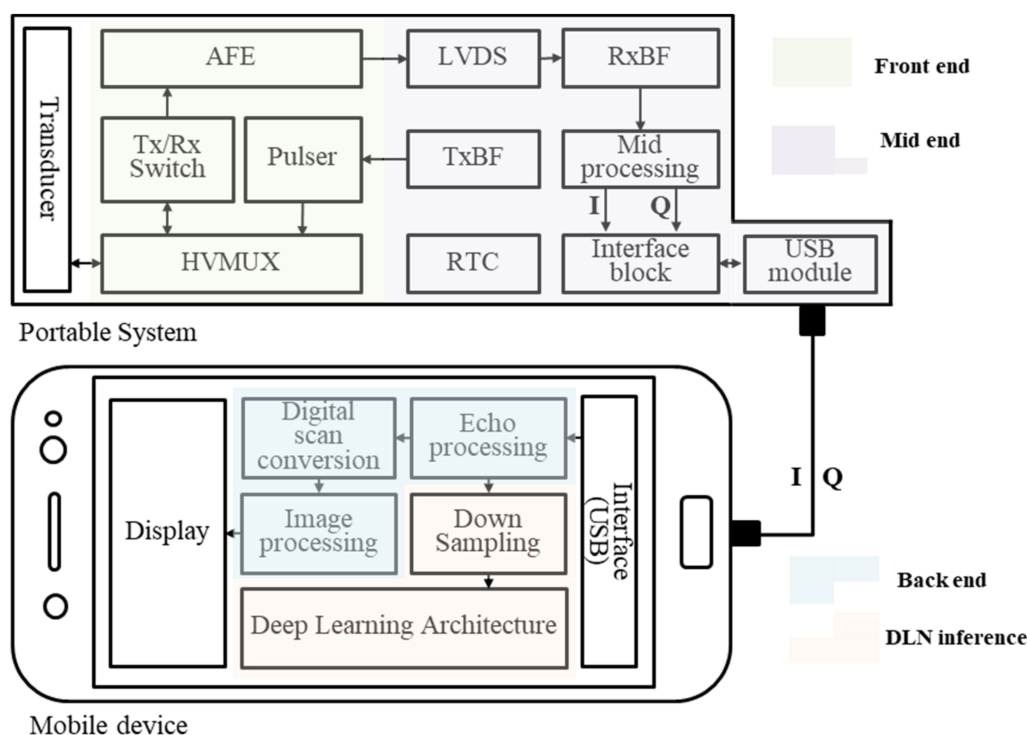 Transducer
AFE
LVDS
RxBF
Tx/Rx
Switch
Pulser
TxBF
Mid
processing
I
Q
HVMUX
RTC
Interface
block
USB
module
Front end
Mid end
Portable System
Display
Digital
scan
conversion
Echo
processing
Image
processing
Down
Sampling
Deep Learning Architecture
Interface
(USB)
I
Q
Back end
DLN inference
Mobile device